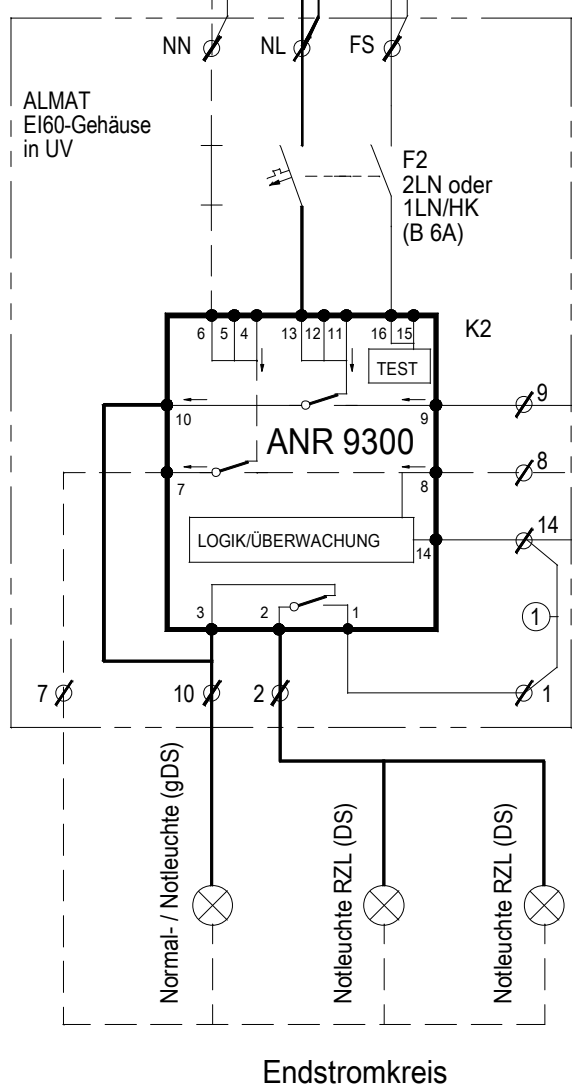 NN
NL
FS
ALMAT
EI60-Gehäuse
in UV
F2
2LN oder
1LN/HK
(B 6A)
6
5
4
13
12
11
16
15
K2
TEST
10
9
9
ANR 9300
7
8
8
LOGIK/ÜBERWACHUNG
14
14
3
2
1
1
7
10
2
1
Normal- / Notleuchte (gDS)
Notleuchte RZL (DS)
Notleuchte RZL (DS)
Endstromkreis